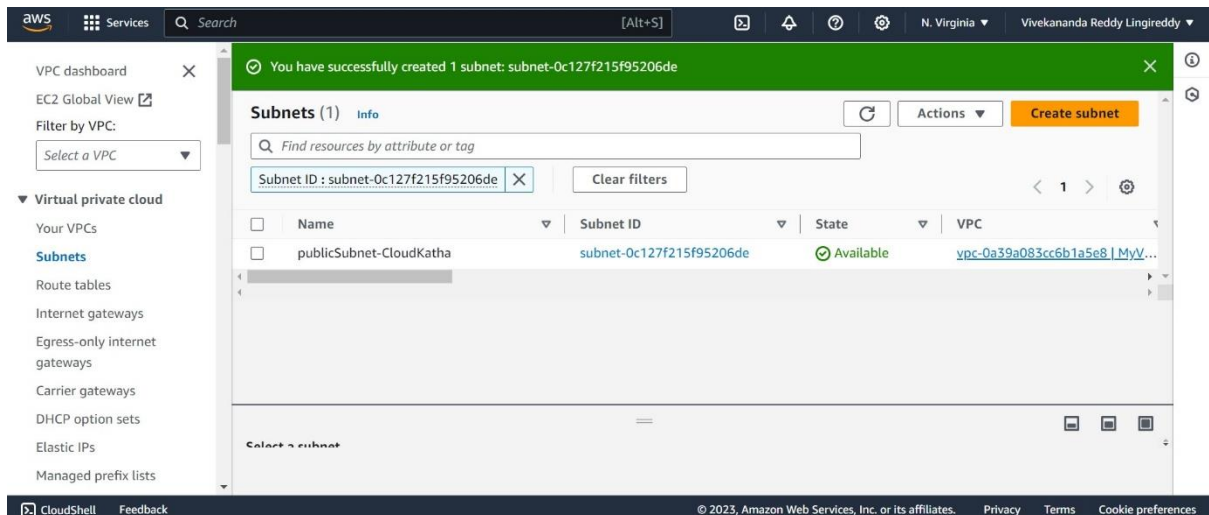 aws Services Search [Alt+S] N. Virginia ▼ Vivekananda Reddy Lingireddy ▼
VPC dashboard
EC2 Global View
Filter by VPC:
Select a VPC
Virtual private cloud
Your VPCs
Subnets
Route tables
Internet gateways
Egress-only internet
gateways
Carrier gateways
DHCP option sets
Elastic IPs
Managed prefix lists
You have successfully created 1 subnet: subnet-0c127f215f95206de
Subnets (1) Info Actions ▼ Create subnet
Find resources by attribute or tag
Subnet ID : subnet-0c127f215f95206de Clear filters
< 1 >
Name Subnet ID State VPC
publicSubnet-CloudKatha subnet-0c127f215f95206de Available vpc-0a39a083cc6b1a5e8 | MyV...
Select a subnet
CloudShell Feedback © 2023, Amazon Web Services, Inc. or its affiliates. Privacy Terms Cookie preferences